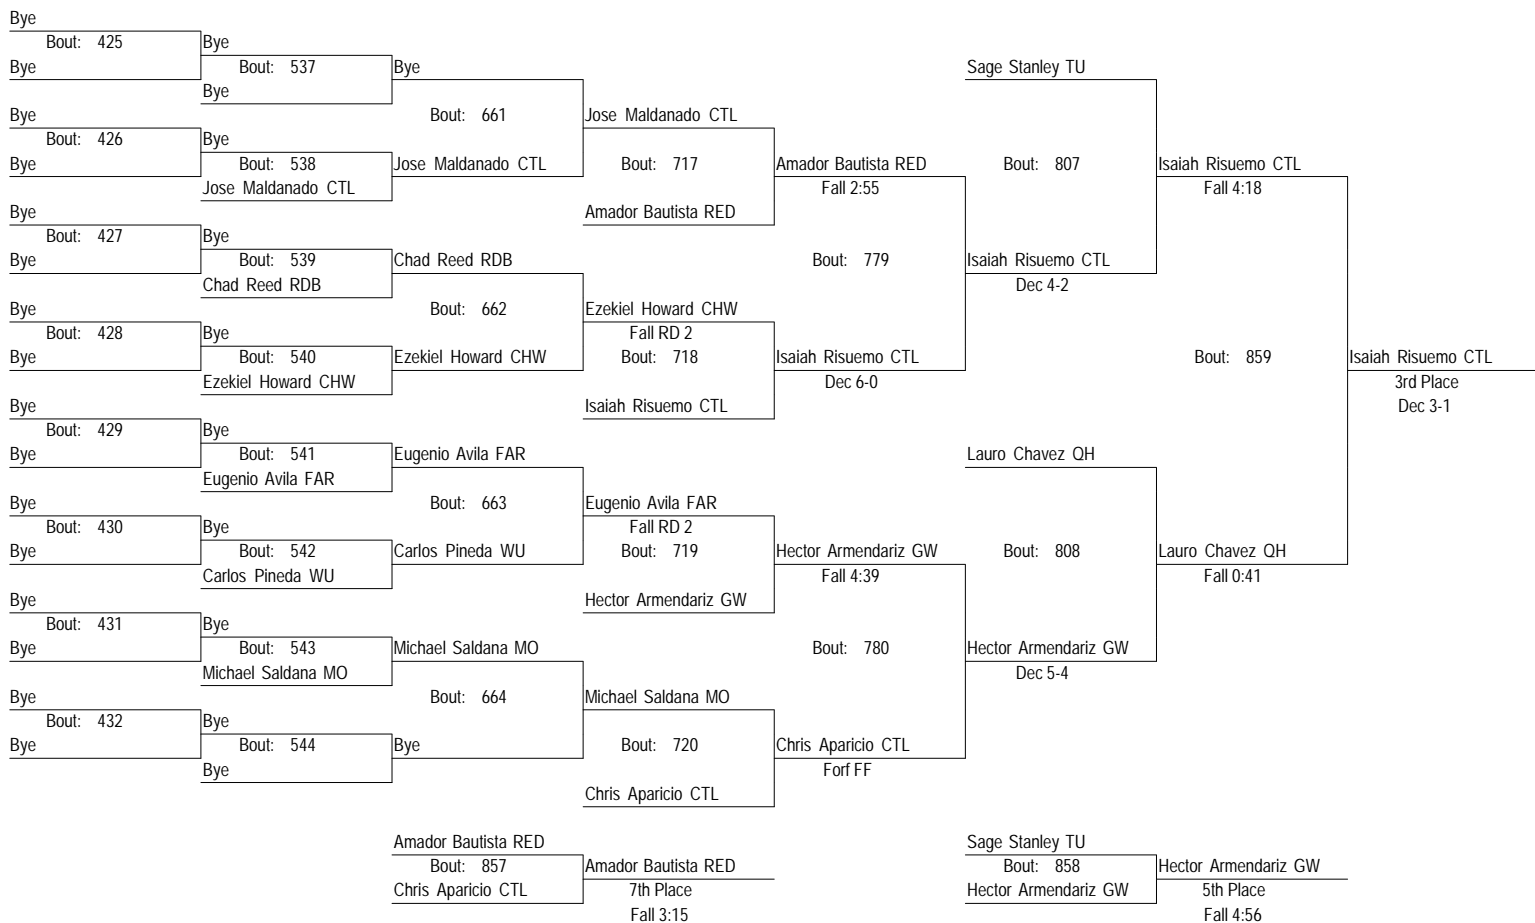 Bye
Bout: 425
Bye
Bye
Bout: 537
Bye
Bye
Bout: 426
Bye
Bye
Bout: 538
Jose Maldanado CTL
Bye
Bout: 661
Jose Maldanado CTL
Bye
Bout: 427
Bye
Bye
Bout: 539
Chad Reed RDB
Bye
Bout: 428
Bye
Bye
Bout: 540
Ezekiel Howard CHW
Chad Reed RDB
Bout: 662
Ezekiel Howard CHW
Jose Maldanado CTL
Bout: 717
Amador Bautista RED
Ezekiel Howard CHW
Fall RD 2
Bout: 718
Isaiah Risuemo CTL
Amador Bautista RED
Fall 2:55
Bout: 779
Isaiah Risuemo CTL
Dec 6-0
Bye
Bout: 429
Bye
Bye
Bout: 541
Eugenio Avila FAR
Bye
Bout: 430
Bye
Bye
Bout: 542
Carlos Pineda WU
Eugenio Avila FAR
Bout: 663
Carlos Pineda WU
Bye
Bout: 431
Bye
Bye
Bout: 543
Michael Saldana MO
Bye
Bout: 432
Bye
Bye
Bout: 544
Bye
Michael Saldana MO
Bout: 664
Bye
Eugenio Avila FAR
Fall RD 2
Bout: 719
Hector Armendariz GW
Michael Saldana MO
Bout: 720
Chris Aparicio CTL
Hector Armendariz GW
Fall 4:39
Bout: 780
Chris Aparicio CTL
Forf FF
Sage Stanley TU
Bout: 807
Isaiah Risuemo CTL
Dec 4-2
Lauro Chavez QH
Bout: 808
Hector Armendariz GW
Dec 5-4
Isaiah Risuemo CTL
Fall 4:18
Bout: 859
Lauro Chavez QH
Fall 0:41
Isaiah Risuemo CTL
3rd Place
Dec 3-1
Amador Bautista RED
Bout: 857
Chris Aparicio CTL
Amador Bautista RED
7th Place
Fall 3:15
Sage Stanley TU
Bout: 858
Hector Armendariz GW
Hector Armendariz GW
5th Place
Fall 4:56